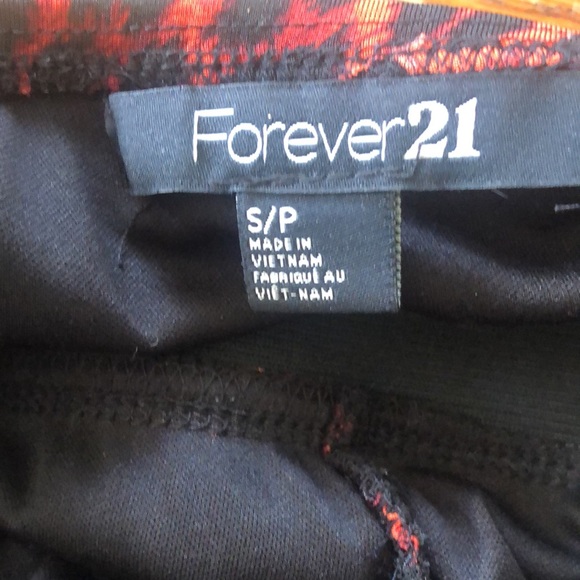 Forever21
S/P
MADE IN
VIETNAM
FABRIQUÉ AU
VIÊT-NAM